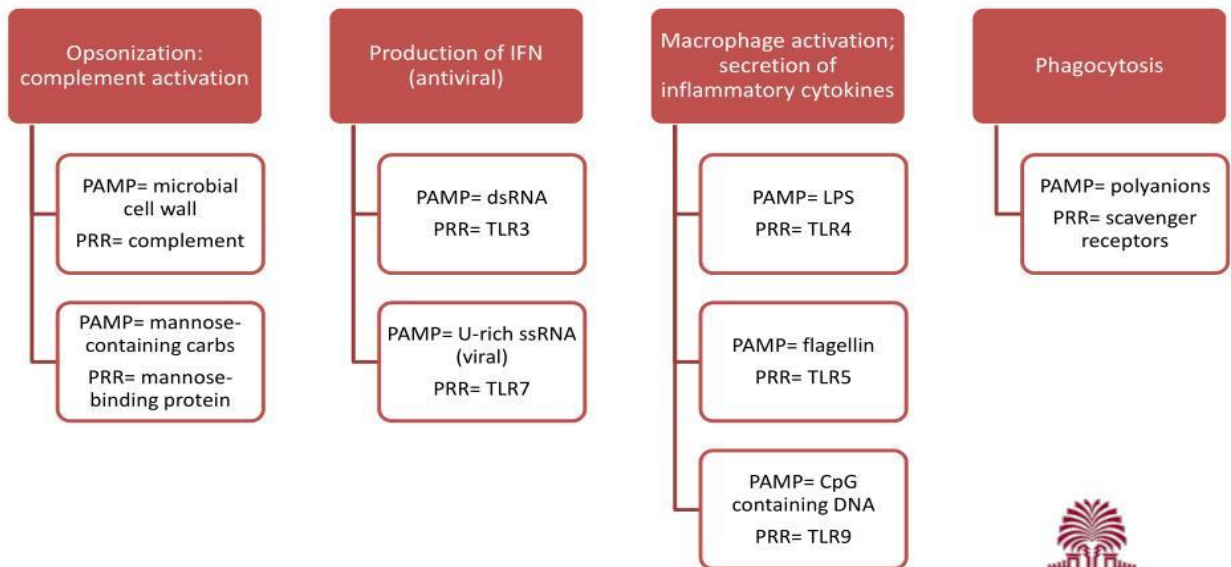 Opsonization:
complement activation
PAMP= microbial
cell wall
PRR= complement
PAMP= mannose-
containing carbs
PRR= mannose-
binding protein
Production of IFN
(antiviral)
PAMP= dsRNA
PRR= TLR3
PAMP= U-rich ssRNA
(viral)
PRR= TLR7
Macrophage activation;
secretion of
inflammatory cytokines
PAMP= LPS
PRR= TLR4
PAMP= flagellin
PRR= TLR5
PAMP= CpG
containing DNA
PRR= TLR9
Phagocytosis
PAMP= polyanions
PRR= scavenger
receptors